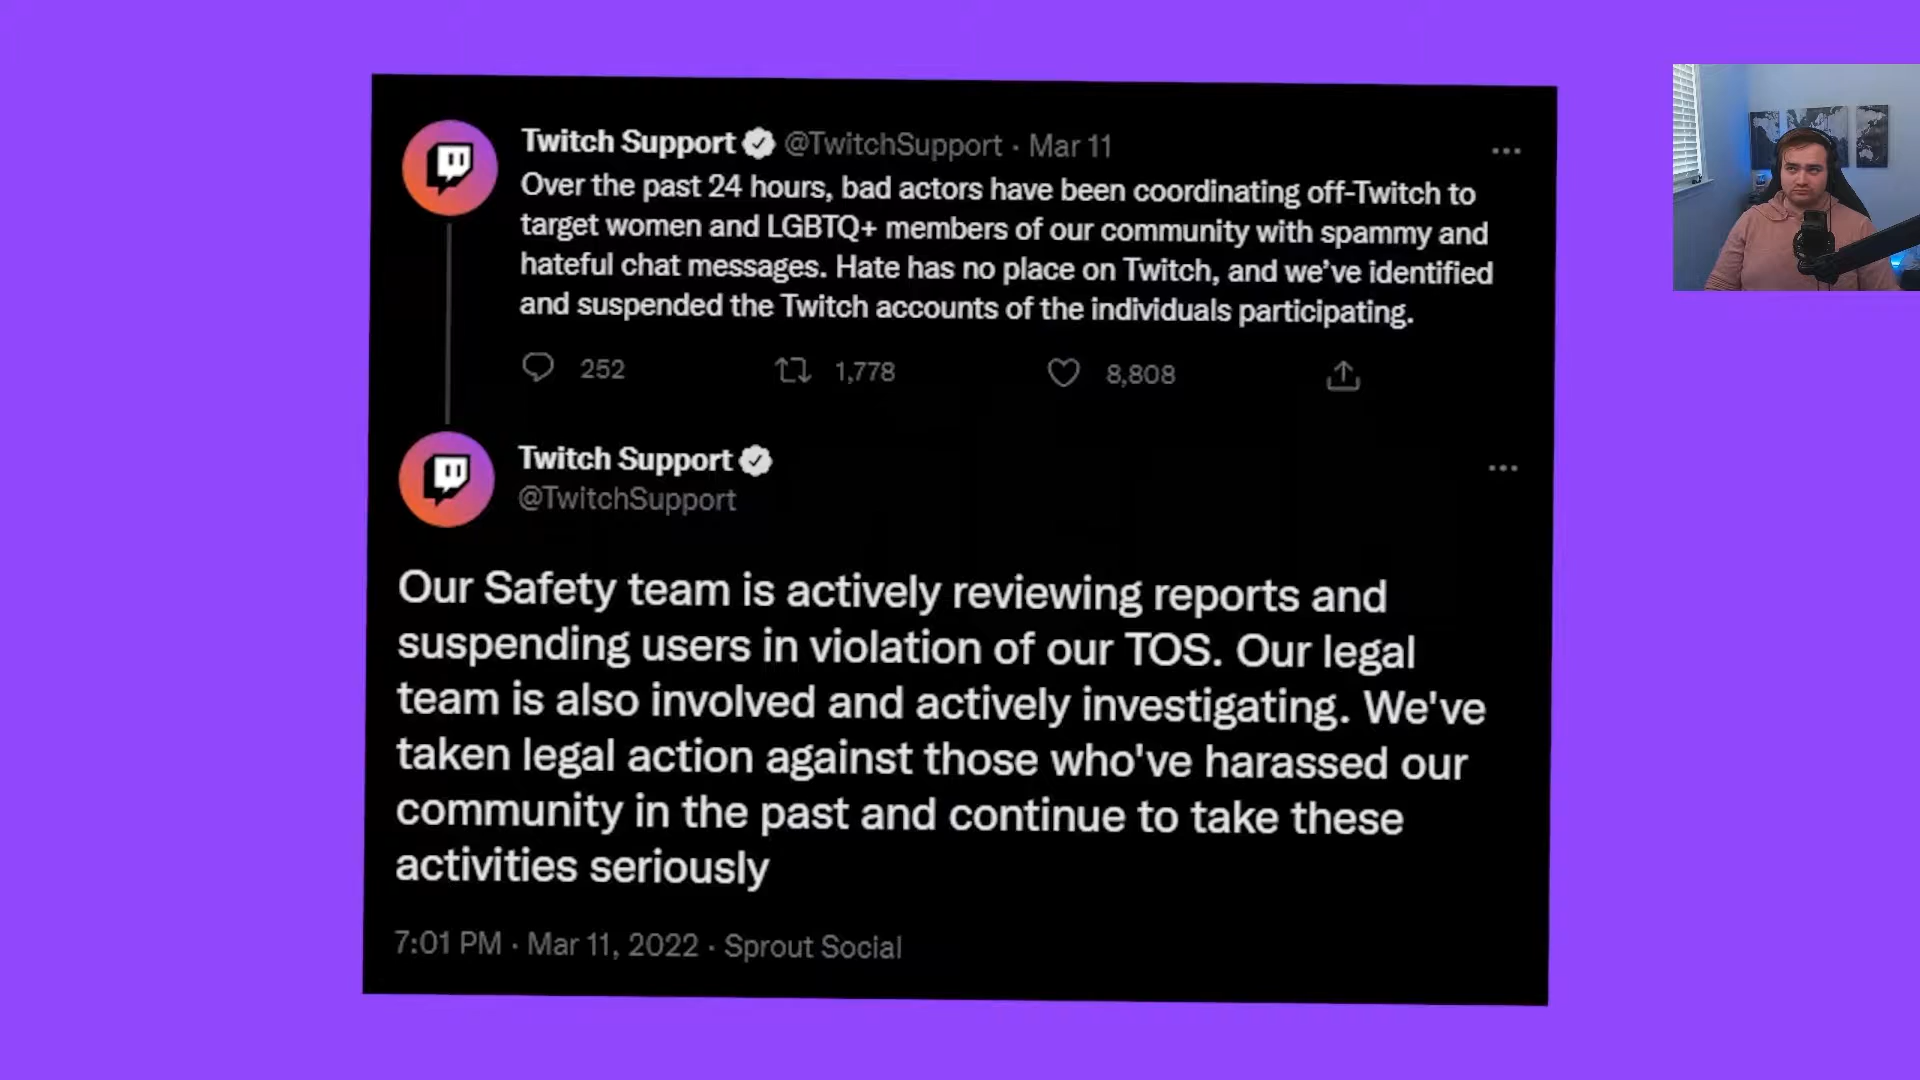 Twitch Support @TwitchSupport · Mar 11
Over the past 24 hours, bad actors have been coordinating off-Twitch to
target women and LGBTQ+ members of our community with spammy and
hateful chat messages. Hate has no place on Twitch, and we’ve identified
and suspended the Twitch accounts of the individuals participating.
252 1,778 8,808
Twitch Support
@TwitchSupport
Our Safety team is actively reviewing reports and
suspending users in violation of our TOS. Our legal
team is also involved and actively investigating. We've
taken legal action against those who've harassed our
community in the past and continue to take these
activities seriously
7:01 PM · Mar 11, 2022 · Sprout Social